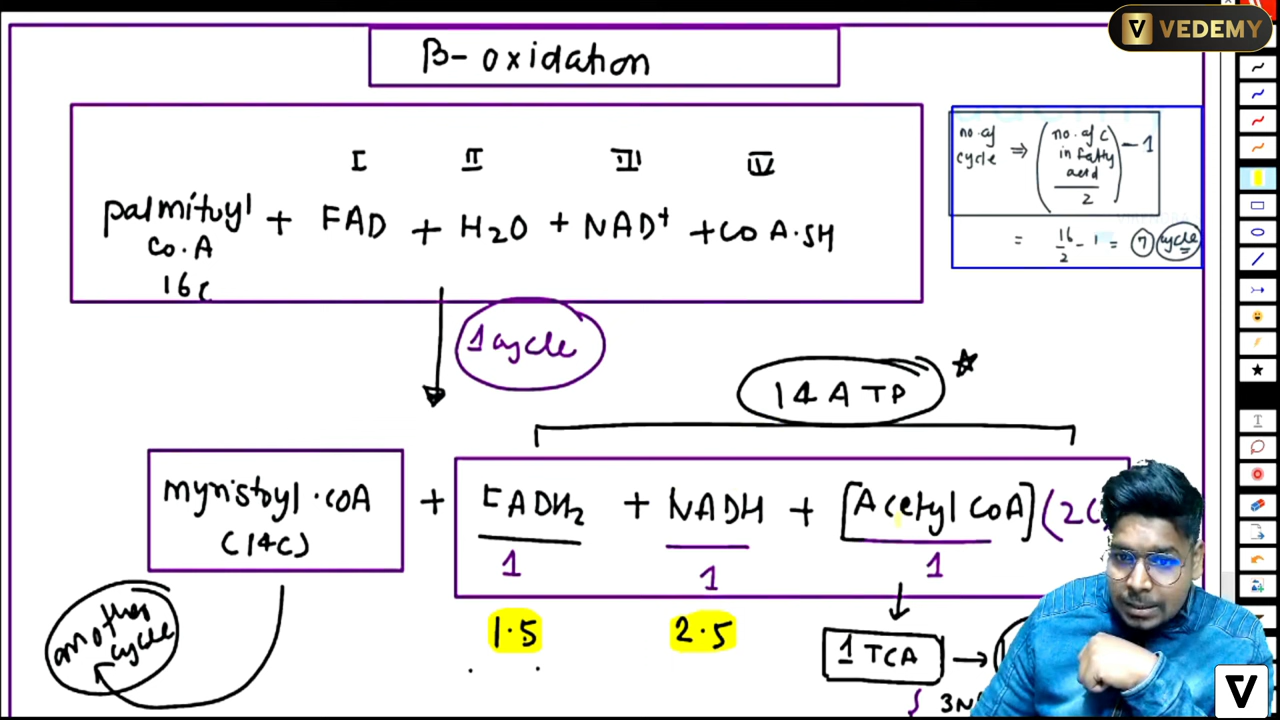 VEDEMY
β-oxidation
I II III IV
palmitoyl + FAD + H2O + NAD+ + CO A.SH
Co.A
16C
no. of cycle ⇒ (no. of C in fatty acid / 2) - 1
= 16/2 - 1 = 7 cycle
1 cycle
14 ATP
myristoyl.coA + FADH2 + NADH + [Acetyl CoA] (2C
(14C) 1 1 1
another cycle
1.5 2.5
1 TCA →
3N